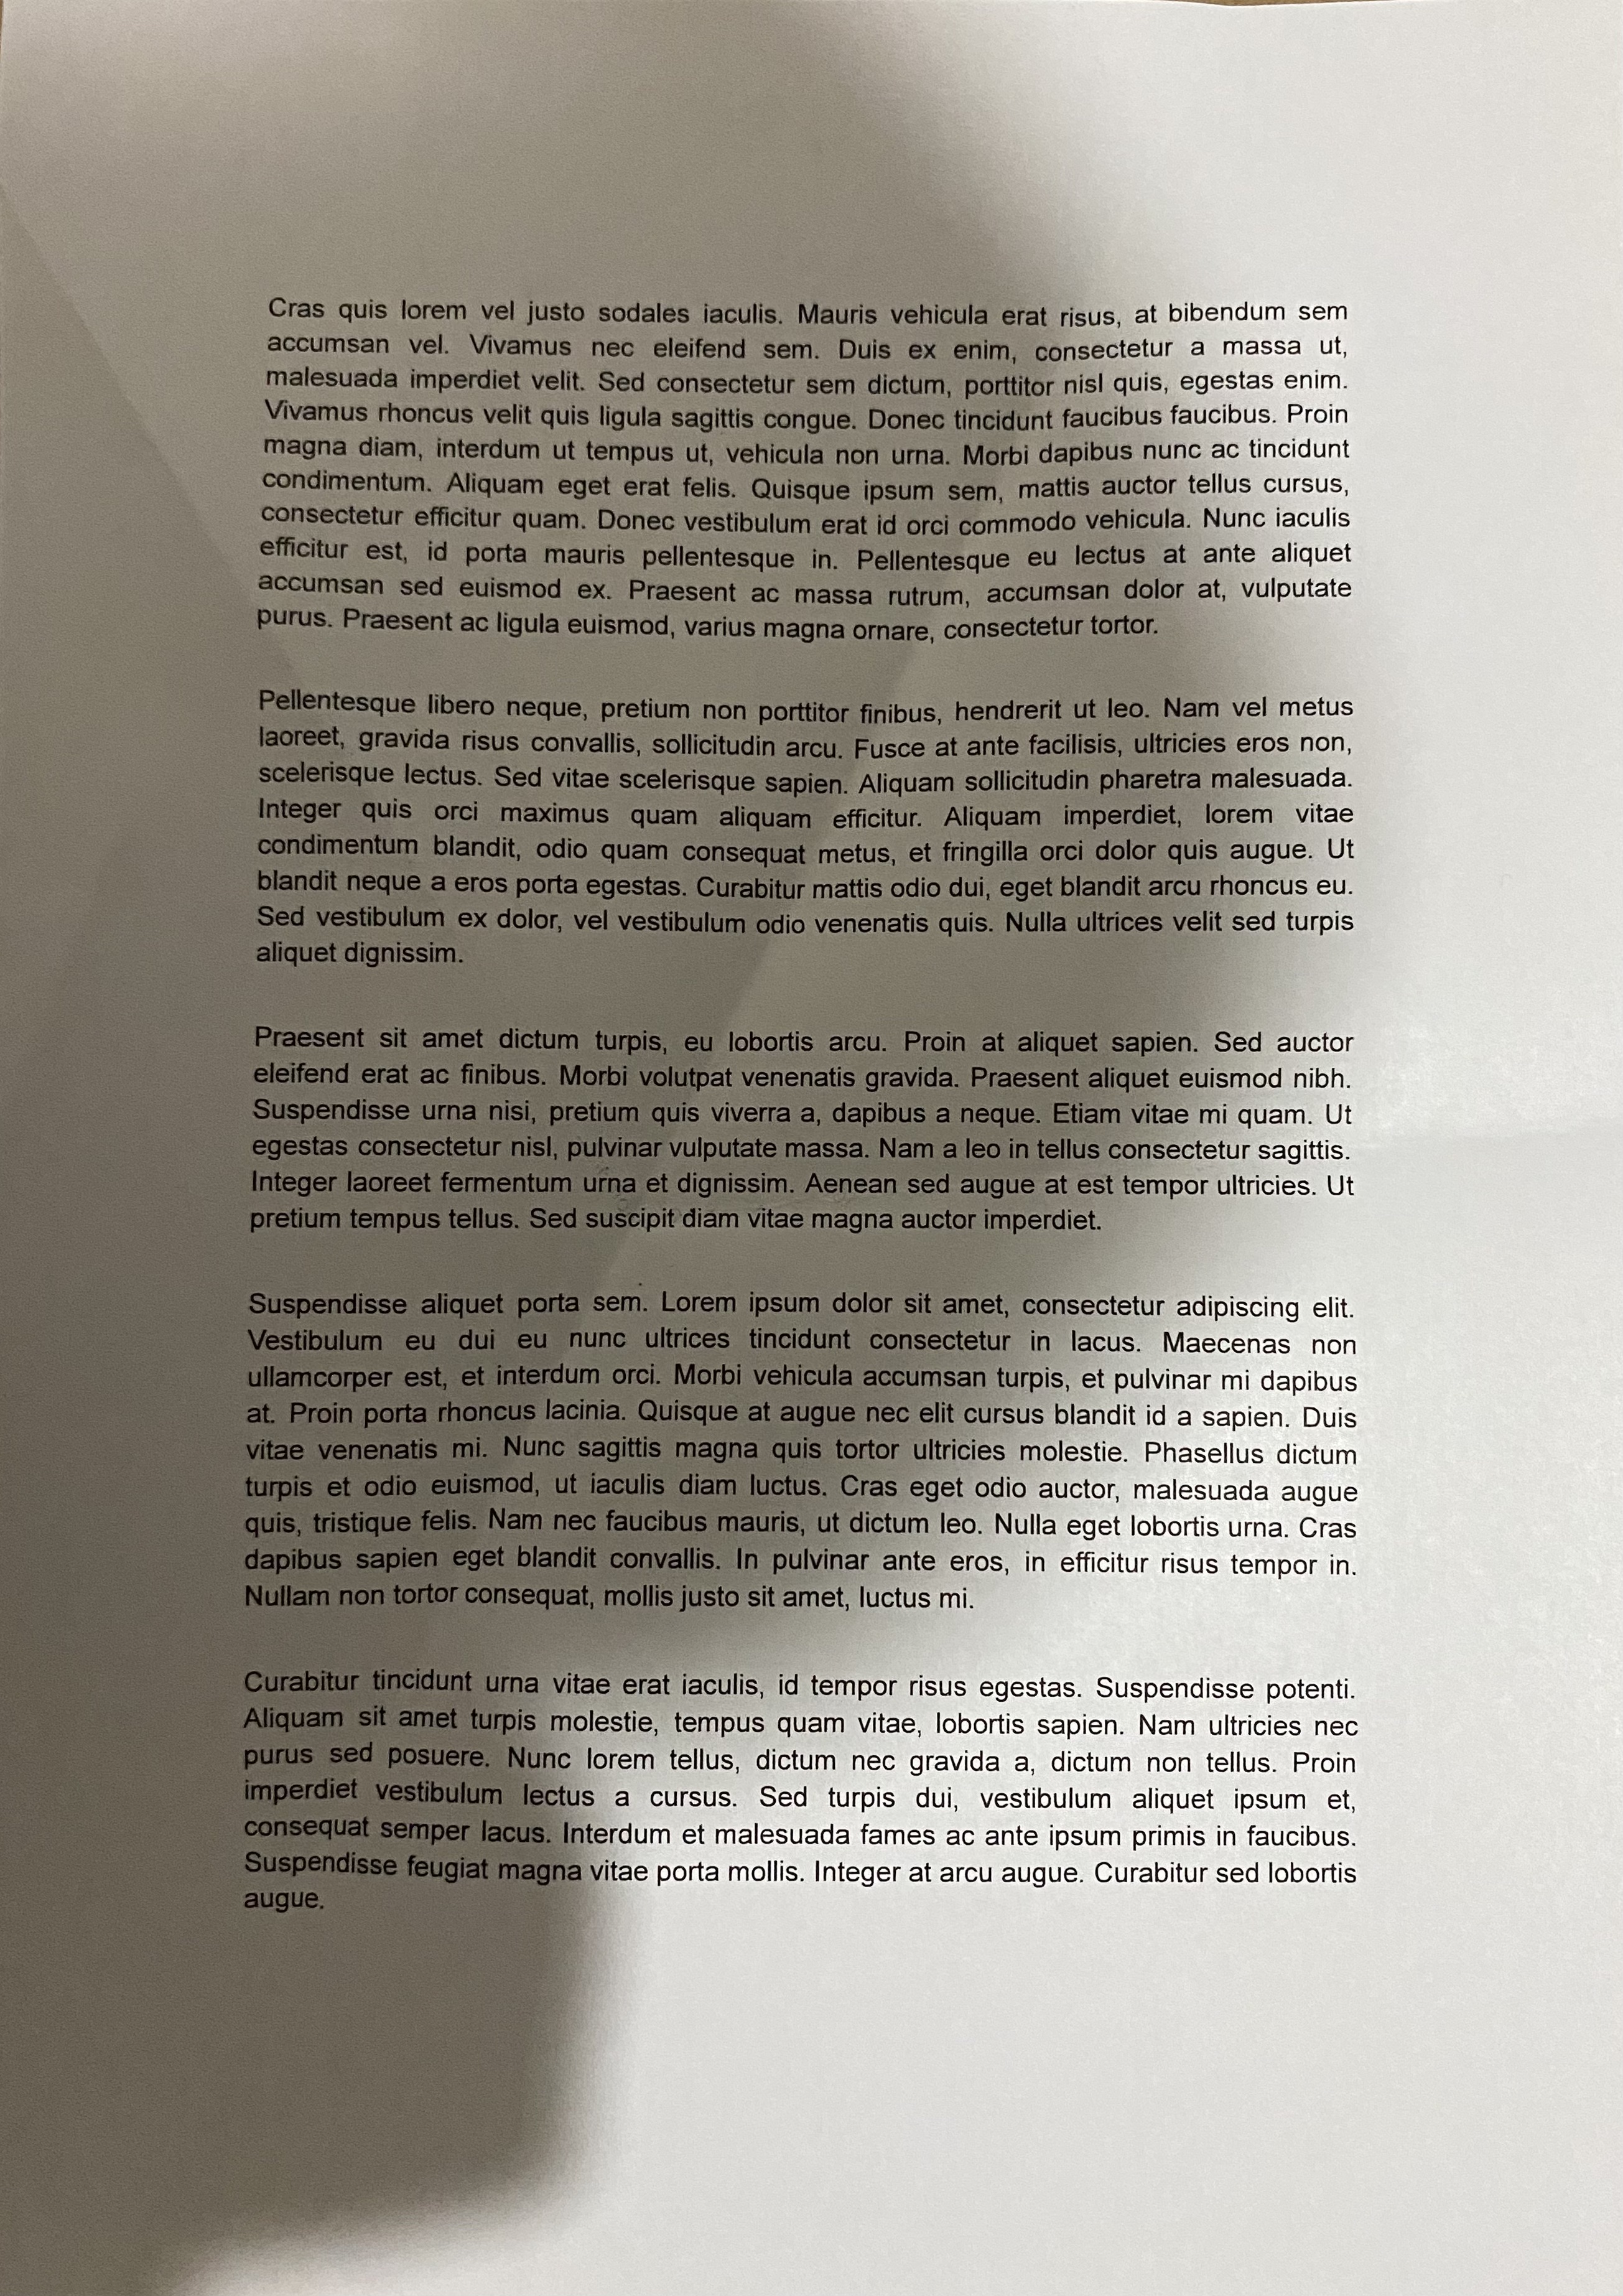 Cras quis lorem vel justo sodales iaculis. Mauris vehicula erat risus, at bibendum sem
accumsan vel. Vivamus nec eleifend sem. Duis ex enim, consectetur a massa ut,
malesuada imperdiet velit. Sed consectetur sem dictum, porttitor nisl quis, egestas enim.
Vivamus rhoncus velit quis ligula sagittis congue. Donec tincidunt faucibus faucibus. Proin
magna diam, interdum ut tempus ut, vehicula non urna. Morbi dapibus nunc ac tincidunt
condimentum. Aliquam eget erat felis. Quisque ipsum sem, mattis auctor tellus cursus,
consectetur efficitur quam. Donec vestibulum erat id orci commodo vehicula. Nunc iaculis
efficitur est, id porta mauris pellentesque in. Pellentesque eu lectus at ante aliquet
accumsan sed euismod ex. Praesent ac massa rutrum, accumsan dolor at, vulputate
purus. Praesent ac ligula euismod, varius magna ornare, consectetur tortor.
Pellentesque libero neque, pretium non porttitor finibus, hendrerit ut leo. Nam vel metus
laoreet, gravida risus convallis, sollicitudin arcu. Fusce at ante facilisis, ultricies eros non,
scelerisque lectus. Sed vitae scelerisque sapien. Aliquam sollicitudin pharetra malesuada.
Integer quis orci maximus quam aliquam efficitur. Aliquam imperdiet, lorem vitae
condimentum blandit, odio quam consequat metus, et fringilla orci dolor quis augue. Ut
blandit neque a eros porta egestas. Curabitur mattis odio dui, eget blandit arcu rhoncus eu.
Sed vestibulum ex dolor, vel vestibulum odio venenatis quis. Nulla ultrices velit sed turpis
aliquet dignissim.
Praesent sit amet dictum turpis, eu lobortis arcu. Proin at aliquet sapien. Sed auctor
eleifend erat ac finibus. Morbi volutpat venenatis gravida. Praesent aliquet euismod nibh.
Suspendisse urna nisi, pretium quis viverra a, dapibus a neque. Etiam vitae mi quam. Ut
egestas consectetur nisl, pulvinar vulputate massa. Nam a leo in tellus consectetur sagittis.
Integer laoreet fermentum urna et dignissim. Aenean sed augue at est tempor ultricies. Ut
pretium tempus tellus. Sed suscipit diam vitae magna auctor imperdiet.
Suspendisse aliquet porta sem. Lorem ipsum dolor sit amet, consectetur adipiscing elit.
Vestibulum eu dui eu nunc ultrices tincidunt consectetur in lacus. Maecenas non
ullamcorper est, et interdum orci. Morbi vehicula accumsan turpis, et pulvinar mi dapibus
at. Proin porta rhoncus lacinia. Quisque at augue nec elit cursus blandit id a sapien. Duis
vitae venenatis mi. Nunc sagittis magna quis tortor ultricies molestie. Phasellus dictum
turpis et odio euismod, ut iaculis diam luctus. Cras eget odio auctor, malesuada augue
quis, tristique felis. Nam nec faucibus mauris, ut dictum leo. Nulla eget lobortis urna. Cras
dapibus sapien eget blandit convallis. In pulvinar ante eros, in efficitur risus tempor in.
Nullam non tortor consequat, mollis justo sit amet, luctus mi.
Curabitur tincidunt urna vitae erat iaculis, id tempor risus egestas. Suspendisse potenti.
Aliquam sit amet turpis molestie, tempus quam vitae, lobortis sapien. Nam ultricies nec
purus sed posuere. Nunc lorem tellus, dictum nec gravida a, dictum non tellus. Proin
imperdiet vestibulum lectus a cursus. Sed turpis dui, vestibulum aliquet ipsum et,
consequat semper lacus. Interdum et malesuada fames ac ante ipsum primis in faucibus.
Suspendisse feugiat magna vitae porta mollis. Integer at arcu augue. Curabitur sed lobortis
augue.